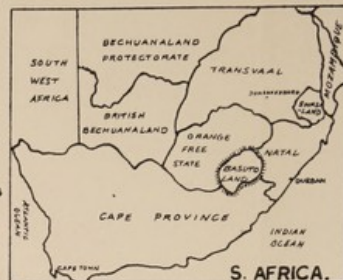 SOUTH
WEST
AFRICA
BECHUANALAND
PROTECTORATE
TRANSVAAL
MOZAMBIQUE
JOHANNESBURG
SWAZI-
LAND
BRITISH
BECHUANALAND
ORANGE
FREE
STATE
NATAL
BASUTO
LAND
DURBAN
CAPE PROVINCE
ATLANTIC
OCEAN
INDIAN
OCEAN
CAPE TOWN
S. AFRICA.